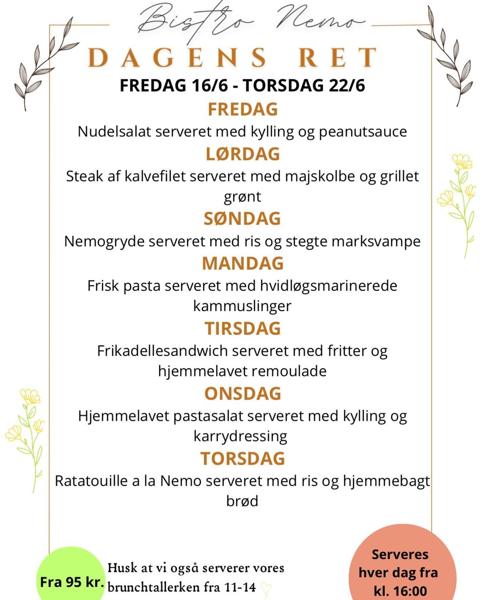 Bistro Nemo
DAGENS RET
FREDAG 16/6 - TORSDAG 22/6
FREDAG
Nudelsalat serveret med kylling og peanutsauce
LØRDAG
Steak af kalvefilet serveret med majskolbe og grillet
grønt
SØNDAG
Nemogryde serveret med ris og stegte marksvampe
MANDAG
Frisk pasta serveret med hvidløgsmarinerede
kammuslinger
TIRSDAG
Frikadellesandwich serveret med fritter og
hjemmelavet remoulade
ONSDAG
Hjemmelavet pastasalat serveret med kylling og
karrydressing
TORSDAG
Ratatouille a la Nemo serveret med ris og hjemmebagt
brød
Fra 95 kr.
Husk at vi også serverer vores
brunchtallerken fra 11-14
Serveres
hver dag fra
kl. 16:00